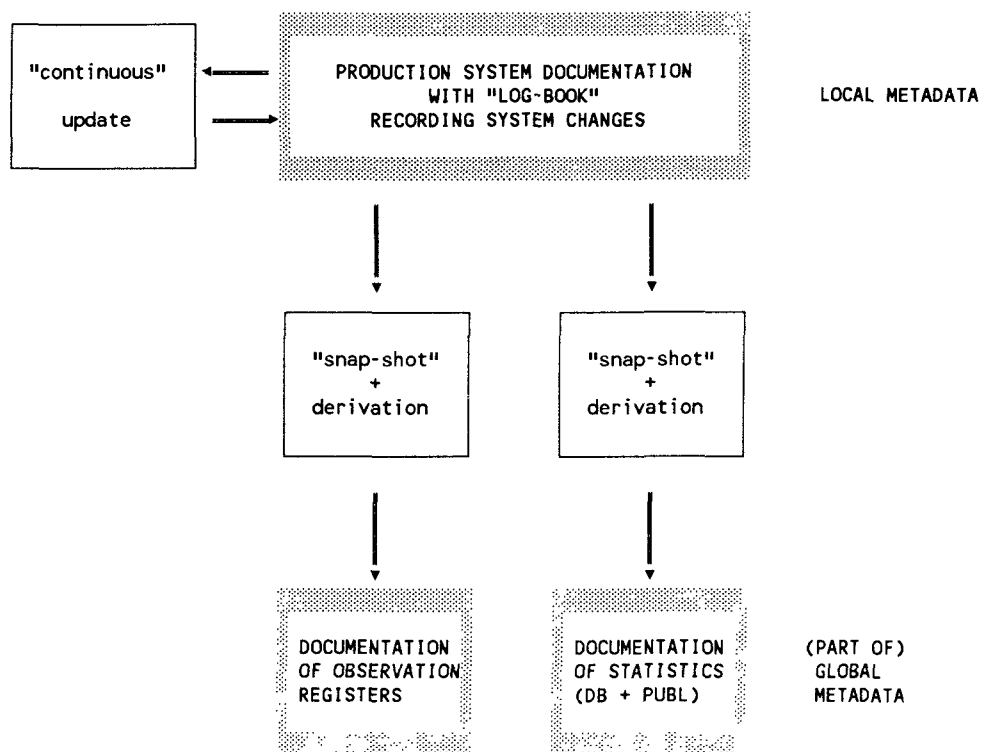 "continuous"
update
PRODUCTION SYSTEM DOCUMENTATION
WITH "LOG-BOOK"
RECORDING SYSTEM CHANGES
LOCAL METADATA
"snap-shot"
+
derivation
"snap-shot"
+
derivation
DOCUMENTATION
OF OBSERVATION
REGISTERS
DOCUMENTATION
OF STATISTICS
(DB + PUBL)
(PART OF)
GLOBAL
METADATA